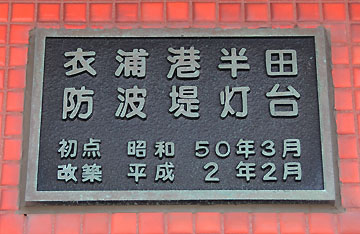 衣浦港半田
防波堤灯台
初点 昭和 50年3月
改築 平成 2年2月